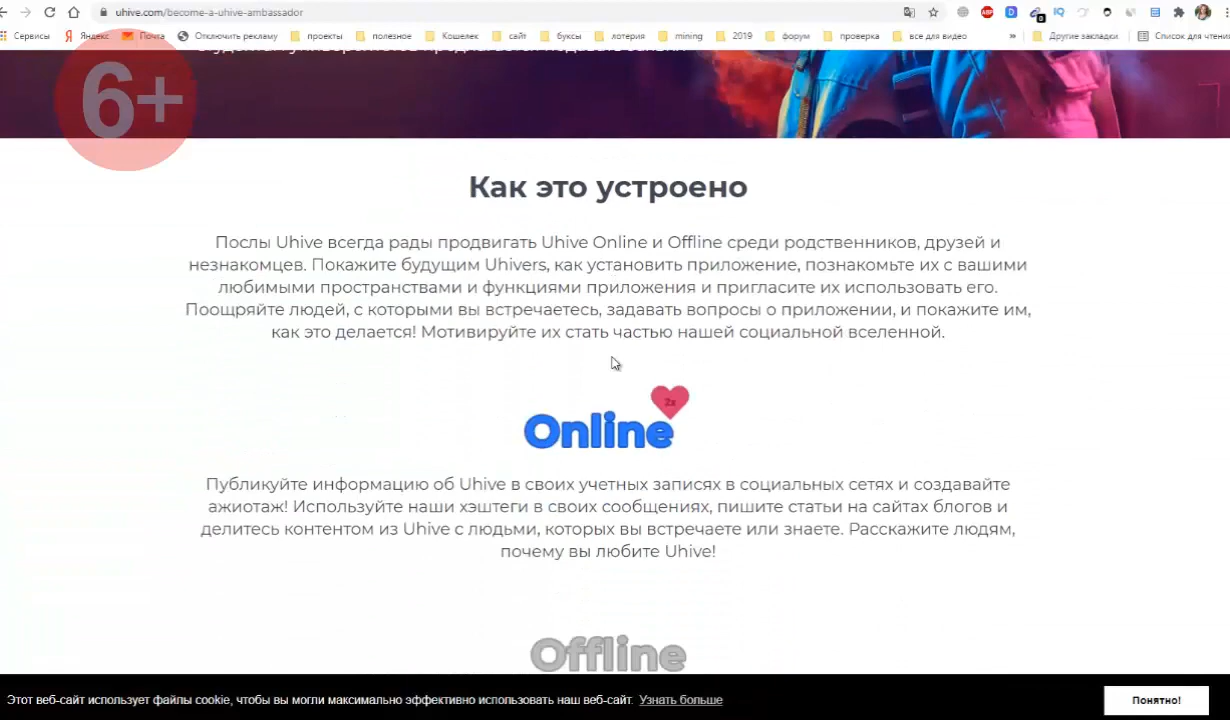 uhive.com/become-a-uhive-ambassador
Сервисы Яндекс Почта Отключить рекламу проекты полезное Кошелек сайт буксы лотерия mining 2019 форум проверка все для видео » Другие закладки Список для чтения
6+
Как это устроено
Послы Uhive всегда рады продвигать Uhive Online и Offline среди родственников, друзей и
незнакомцев. Покажите будущим Uhivers, как установить приложение, познакомьте их с вашими
любимыми пространствами и функциями приложения и пригласите их использовать его.
Поощряйте людей, с которыми вы встречаетесь, задавать вопросы о приложении, и покажите им,
как это делается! Мотивируйте их стать частью нашей социальной вселенной.
2x
Online
Публикуйте информацию об Uhive в своих учетных записях в социальных сетях и создавайте
ажиотаж! Используйте наши хэштеги в своих сообщениях, пишите статьи на сайтах блогов и
делитесь контентом из Uhive с людьми, которых вы встречаете или знаете. Расскажите людям,
почему вы любите Uhive!
Offline
Этот веб-сайт использует файлы cookie, чтобы вы могли максимально эффективно использовать наш веб-сайт. Узнать больше
Понятно!